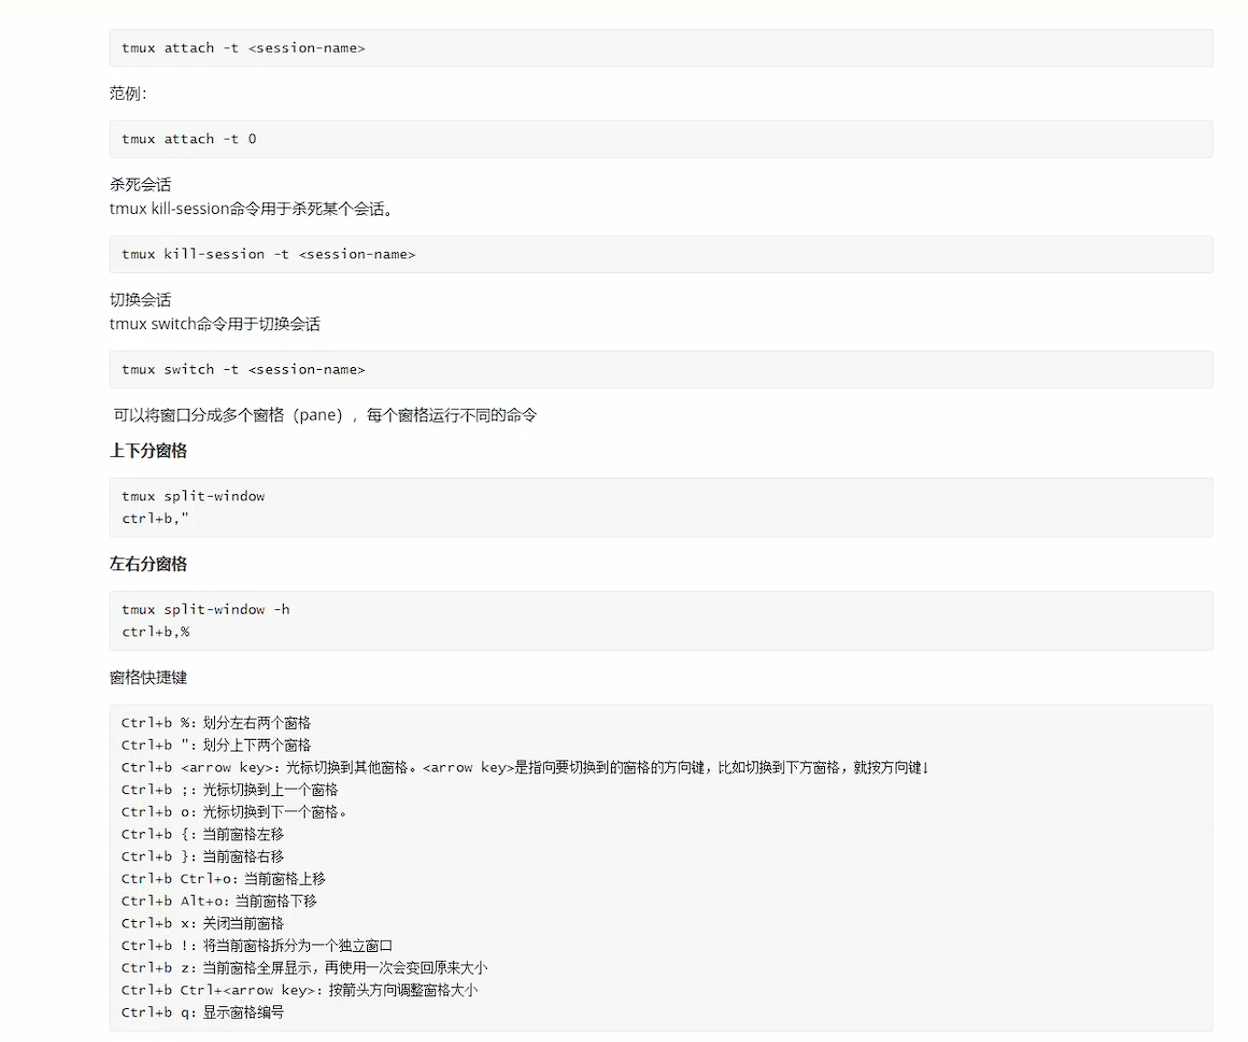 tmux attach -t <session-name>
范例：
tmux attach -t 0
杀死会话
tmux kill-session命令用于杀死某个会话。
tmux kill-session -t <session-name>
切换会话
tmux switch命令用于切换会话
tmux switch -t <session-name>
可以将窗口分成多个窗格（pane），每个窗格运行不同的命令
上下分窗格
tmux split-window
ctrl+b,"
左右分窗格
tmux split-window -h
ctrl+b,%
窗格快捷键
Ctrl+b %：划分左右两个窗格
Ctrl+b "：划分上下两个窗格
Ctrl+b <arrow key>：光标切换到其他窗格。<arrow key>是指向要切换到的窗格的方向键，比如切换到下方窗格，就按方向键↓
Ctrl+b ;：光标切换到上一个窗格
Ctrl+b o：光标切换到下一个窗格。
Ctrl+b {：当前窗格左移
Ctrl+b }：当前窗格右移
Ctrl+b Ctrl+o：当前窗格上移
Ctrl+b Alt+o：当前窗格下移
Ctrl+b x：关闭当前窗格
Ctrl+b !：将当前窗格拆分为一个独立窗口
Ctrl+b z：当前窗格全屏显示，再使用一次会变回原来大小
Ctrl+b Ctrl+<arrow key>：按箭头方向调整窗格大小
Ctrl+b q：显示窗格编号